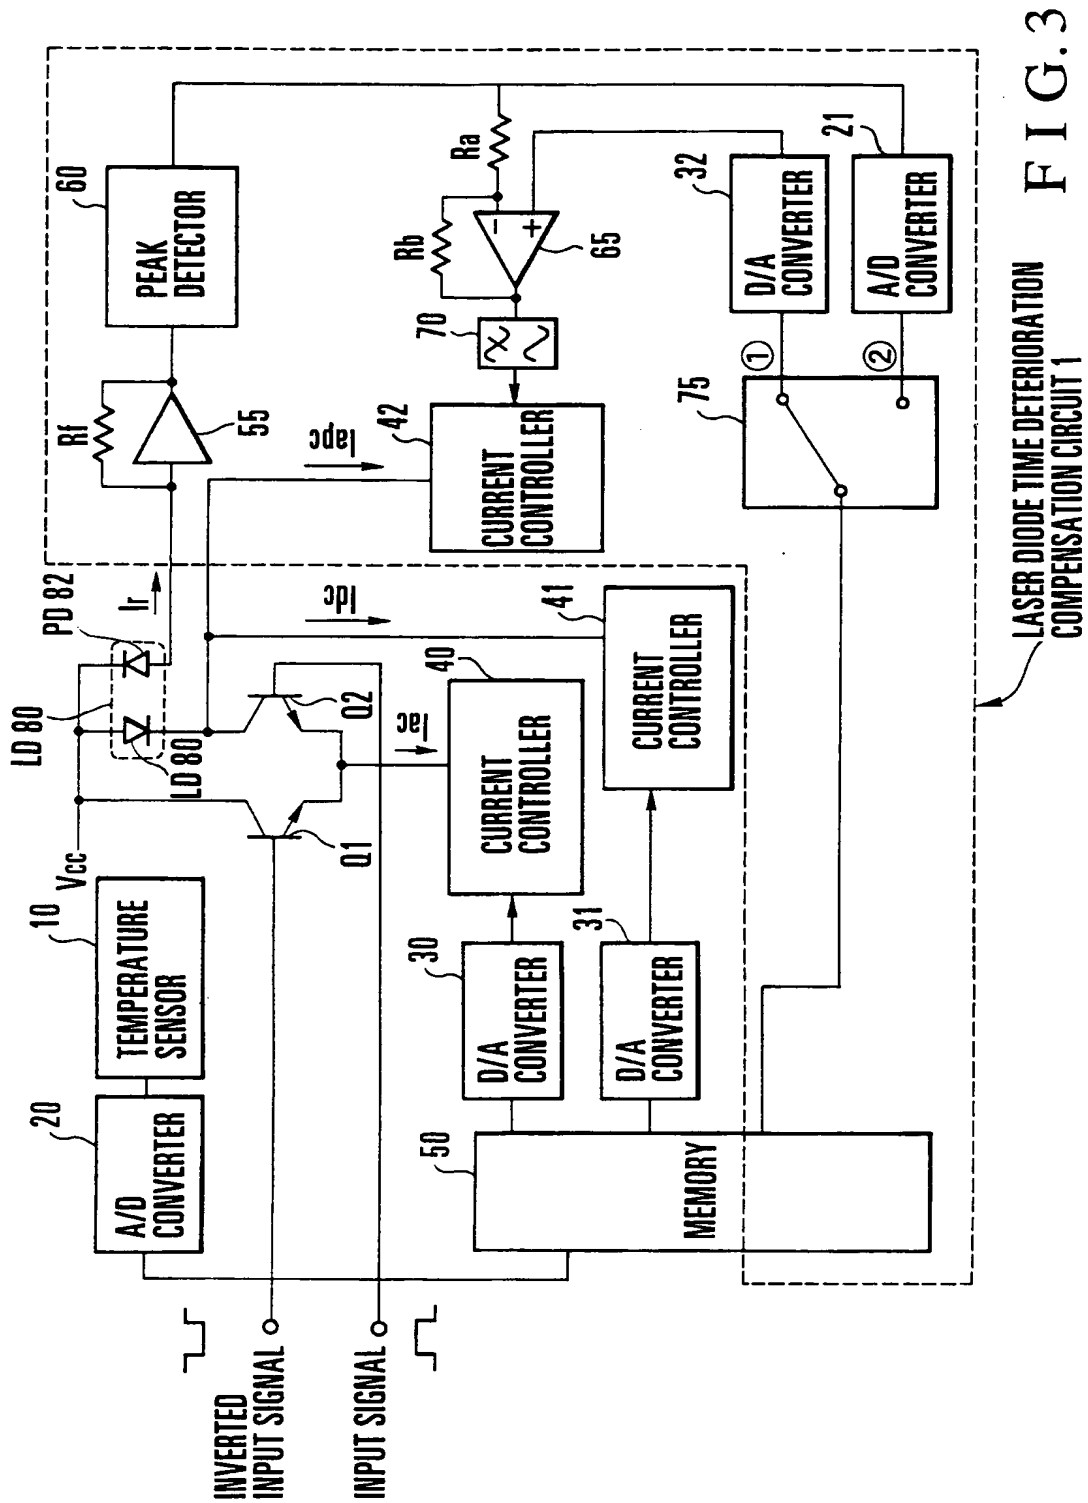 FIG.3
LASER DIODE TIME DETERIORATION
COMPENSATION CIRCUIT 1
LD 80
PD 82
LD 80
Vcc
Ir
Rf
55
60
PEAK
DETECTOR
10
TEMPERATURE
SENSOR
20
A/D
CONVERTER
Q1
Q2
Iac
Idc
Iapc
Ra
Rb
65
70
42
CURRENT
CONTROLLER
40
CURRENT
CONTROLLER
41
CURRENT
CONTROLLER
30
D/A
CONVERTER
31
D/A
CONVERTER
32
D/A
CONVERTER
21
A/D
CONVERTER
75
①
②
50
MEMORY
INVERTED
INPUT SIGNAL
INPUT SIGNAL
−
+